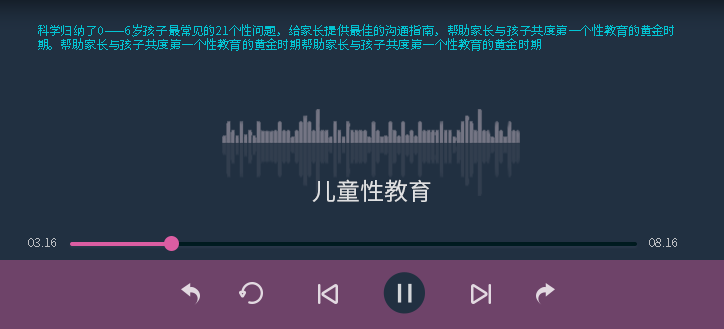 科学归纳了0——6岁孩子最常见的21个性问题，给家长提供最佳的沟通指南，帮助家长与孩子共度第一个性教育的黄金时
期。帮助家长与孩子共度第一个性教育的黄金时期帮助家长与孩子共度第一个性教育的黄金时期
儿童性教育
03.16
08.16